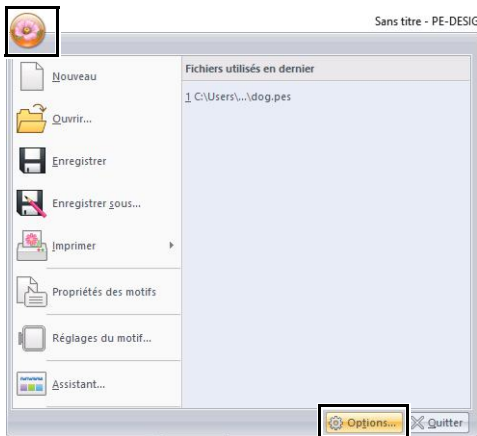 Sans titre - PE-DESIG
Nouveau
Ouvrir...
Enregistrer
Enregistrer sous...
Imprimer
Propriétés des motifs
Réglages du motif...
Assistant...
Fichiers utilisés en dernier
1 C:\Users\...\dog.pes
Options...
Quitter